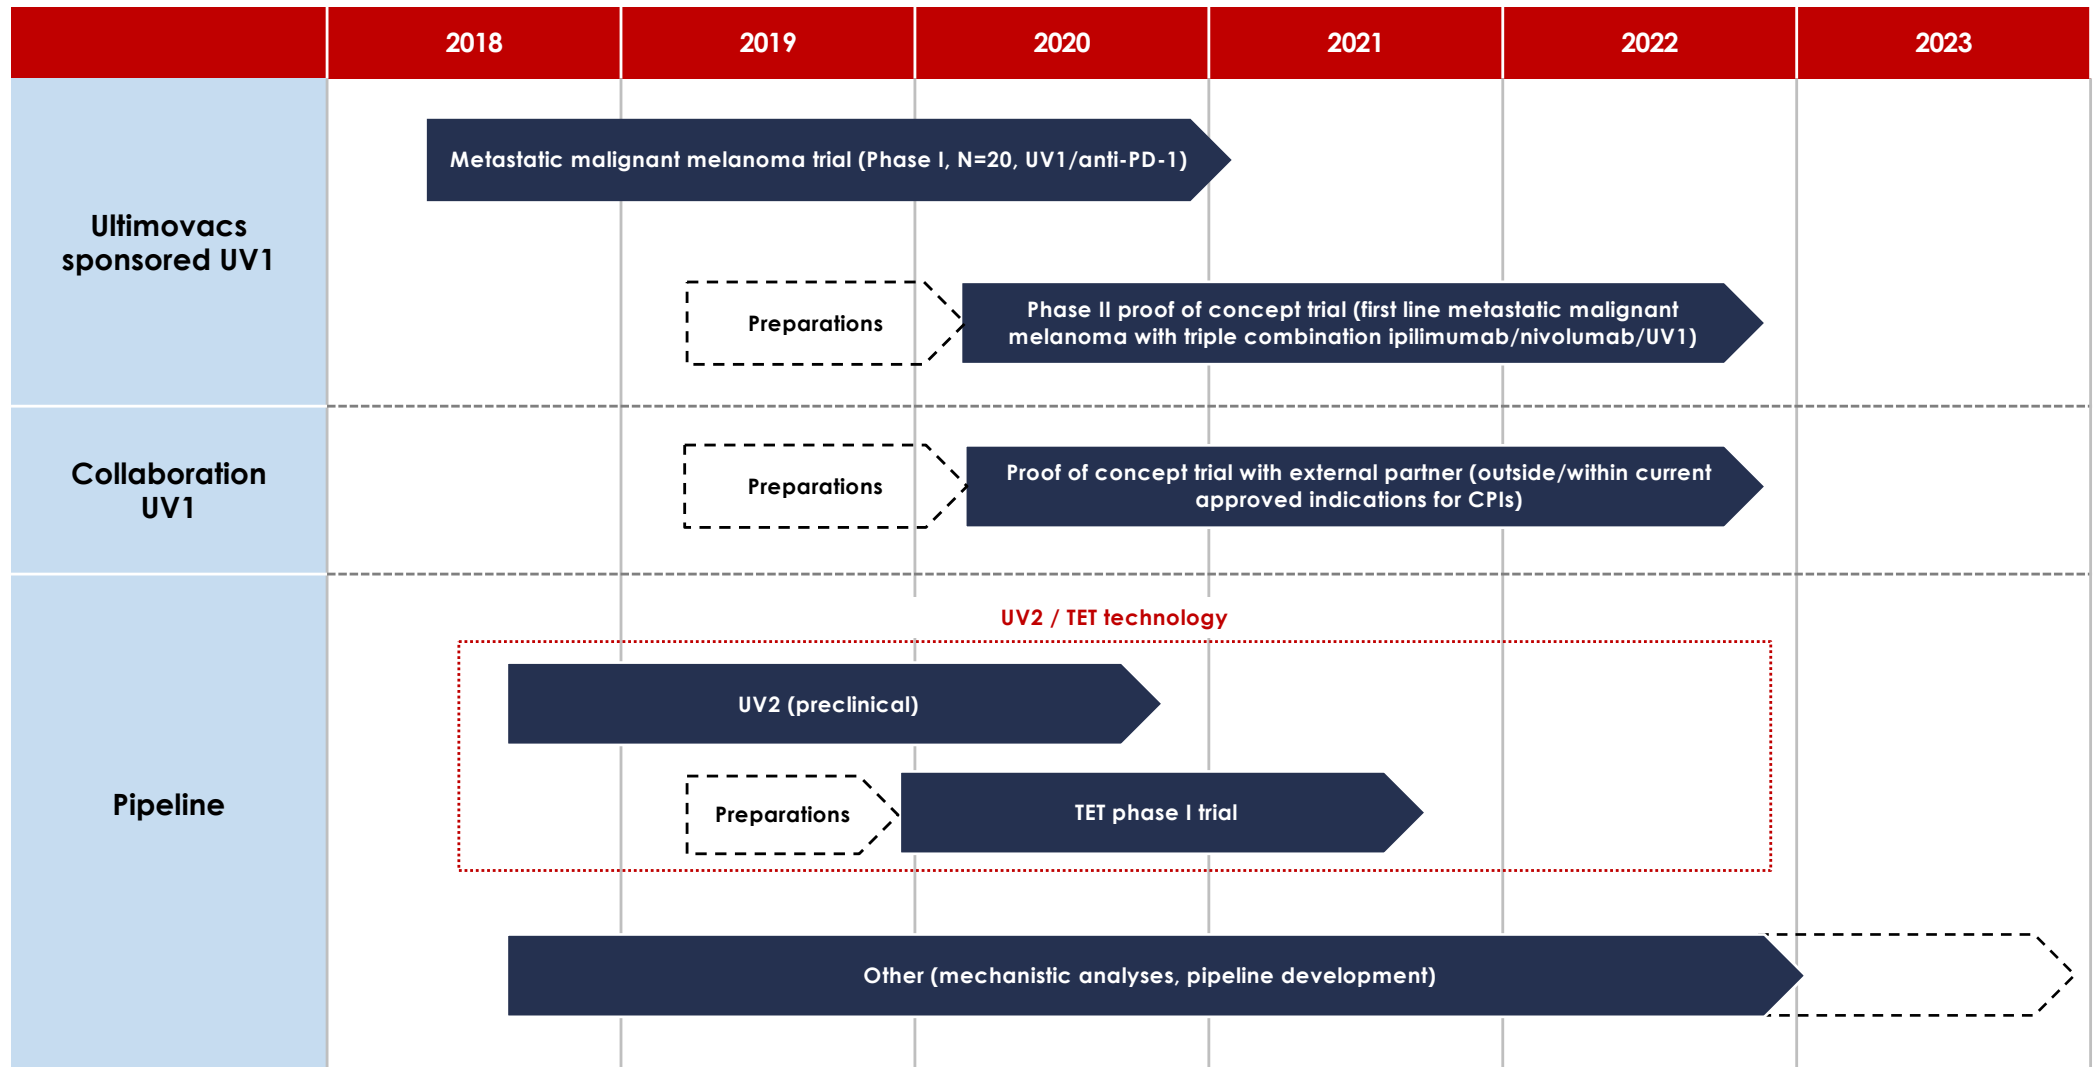 2018
2019
2020
2021
2022
2023
Ultimovacs
sponsored UV1
Metastatic malignant melanoma trial (Phase I, N=20, UV1/anti-PD-1)
Preparations
Phase II proof of concept trial (first line metastatic malignant
melanoma with triple combination ipilimumab/nivolumab/UV1)
Collaboration
UV1
Preparations
Proof of concept trial with external partner (outside/within current
approved indications for CPIs)
Pipeline
UV2 / TET technology
UV2 (preclinical)
Preparations
TET phase I trial
Other (mechanistic analyses, pipeline development)